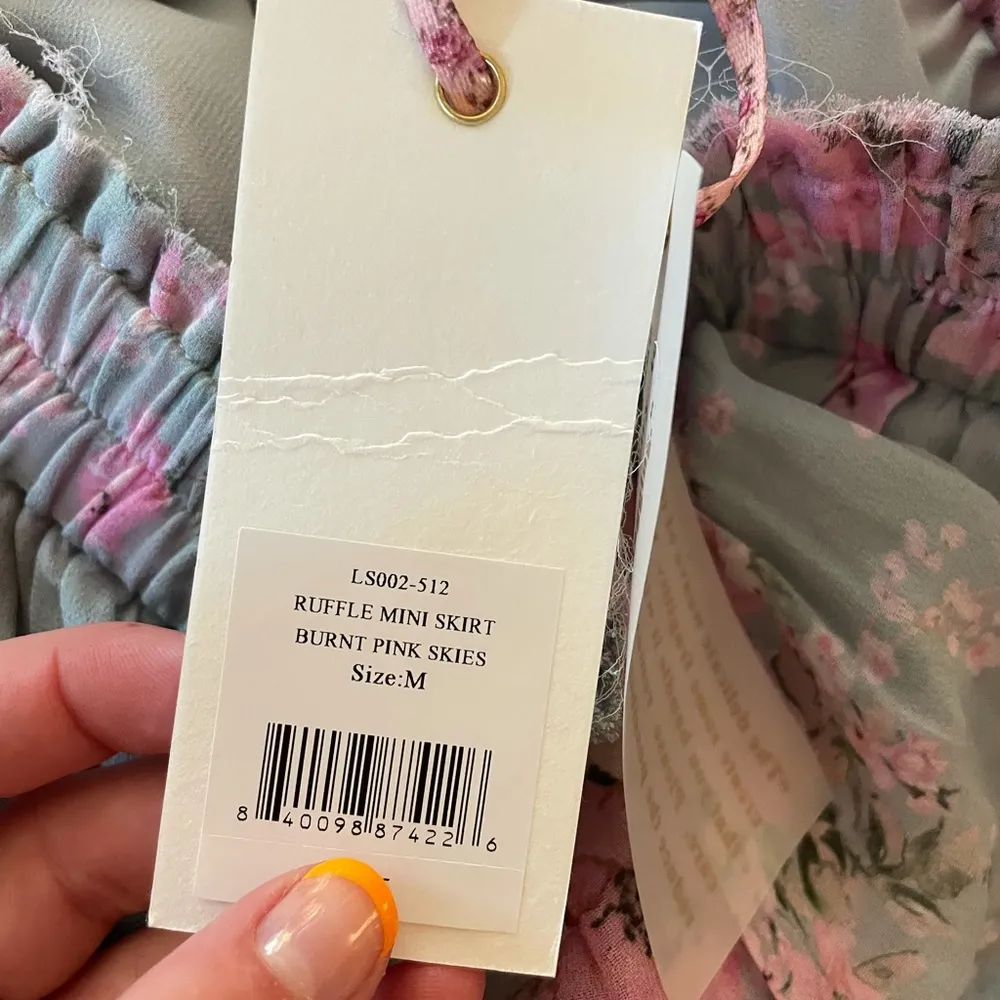 LS002-512
RUFFLE MINI SKIRT
BURNT PINK SKIES
Size:M
8 40098 87422 6